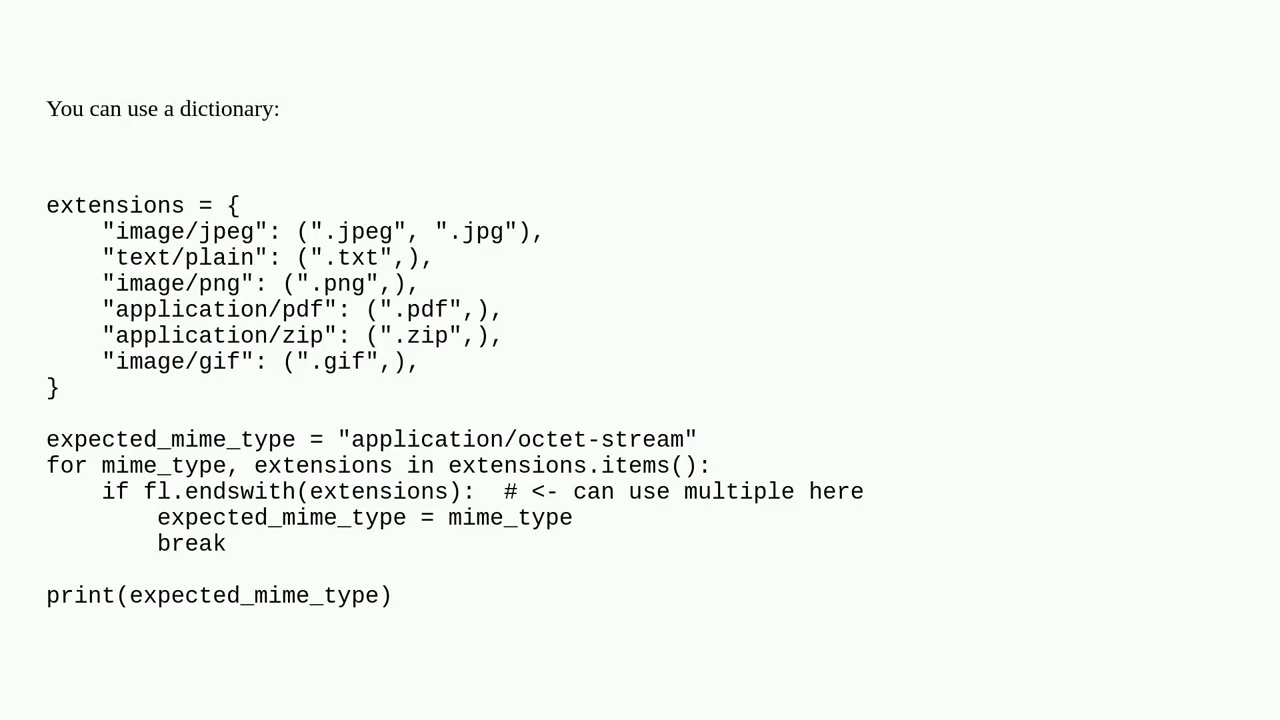 You can use a dictionary:
extensions = {
    "image/jpeg": (".jpeg", ".jpg"),
    "text/plain": (".txt",),
    "image/png": (".png",),
    "application/pdf": (".pdf",),
    "application/zip": (".zip",),
    "image/gif": (".gif",),
}
expected_mime_type = "application/octet-stream"
for mime_type, extensions in extensions.items():
    if fl.endswith(extensions):  # <- can use multiple here
        expected_mime_type = mime_type
        break
print(expected_mime_type)